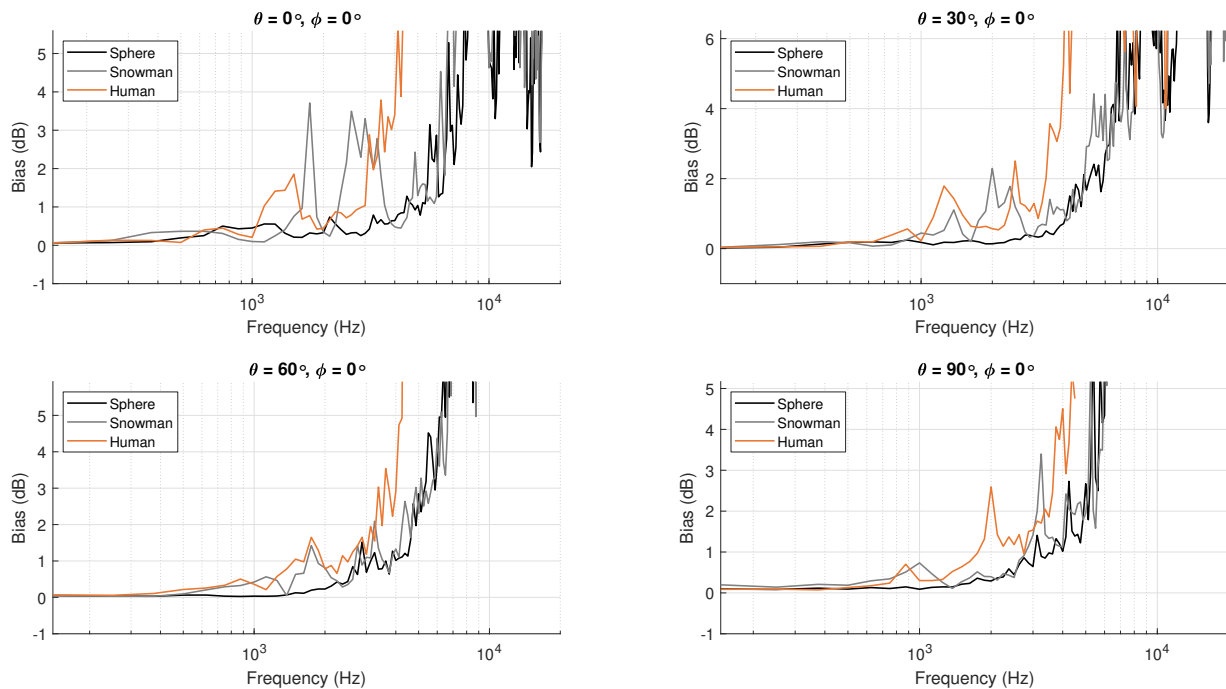 θ = 0°, ϕ = 0°
5
4
3
2
1
0
-1
Bias (dB)
Sphere
Snowman
Human
10³
10⁴
Frequency (Hz)
θ = 30°, ϕ = 0°
6
4
2
0
Bias (dB)
Sphere
Snowman
Human
10³
10⁴
Frequency (Hz)
θ = 60°, ϕ = 0°
5
4
3
2
1
0
-1
Bias (dB)
Sphere
Snowman
Human
10³
10⁴
Frequency (Hz)
θ = 90°, ϕ = 0°
5
4
3
2
1
0
-1
Bias (dB)
Sphere
Snowman
Human
10³
10⁴
Frequency (Hz)